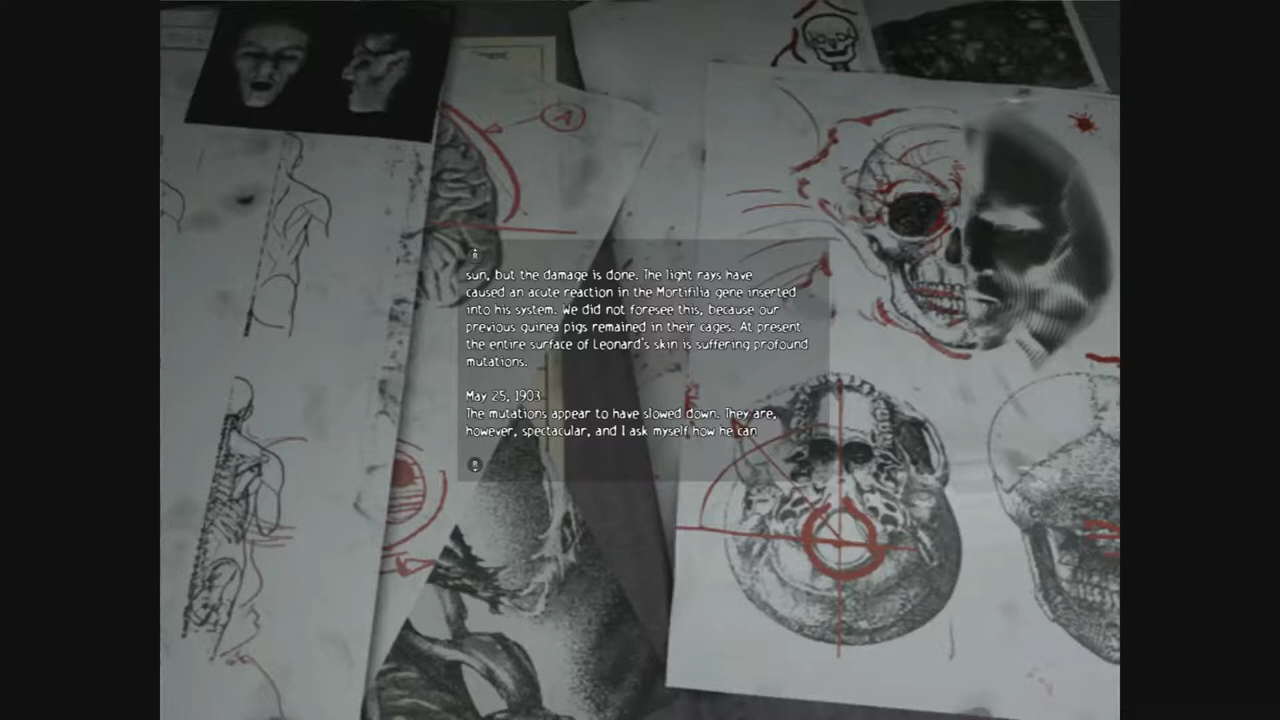 A
sun, but the damage is done. The light rays have
caused an acute reaction in the Mortifilia gene inserted
into his system. We did not foresee this, because our
previous guinea pigs remained in their cages. At present
the entire surface of Leonard's skin is suffering profound
mutations.
May 25, 1903
The mutations appear to have slowed down. They are,
however, spectacular, and I ask myself how he can